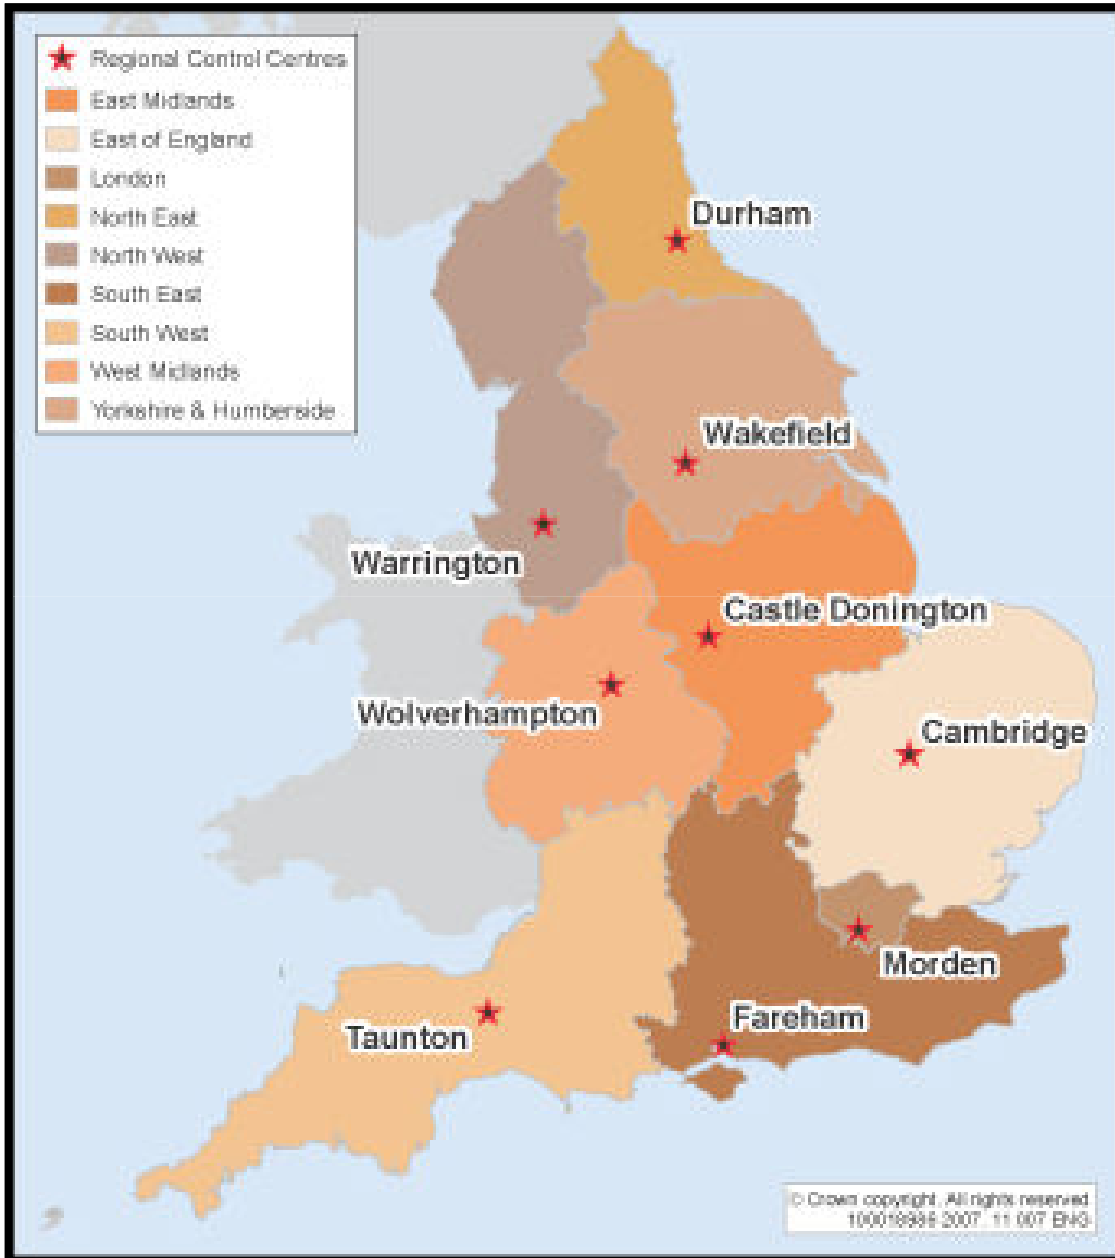 Regional Control Centres
East Midlands
East of England
London
North East
North West
South East
South West
West Midlands
Yorkshire & Humberside
Durham
Wakefield
Warrington
Castle Donington
Wolverhampton
Cambridge
Morden
Fareham
Taunton
© Crown copyright. All rights reserved
2007. 11 007 ENG